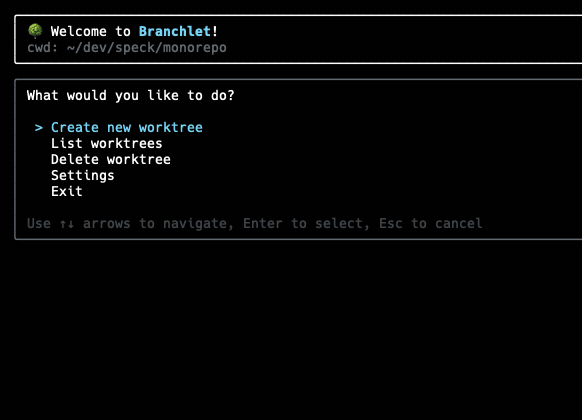 🌳 Welcome to Branchlet!
cwd: ~/dev/speck/monorepo
What would you like to do?
> Create new worktree
List worktrees
Delete worktree
Settings
Exit
Use ↑↓ arrows to navigate, Enter to select, Esc to cancel